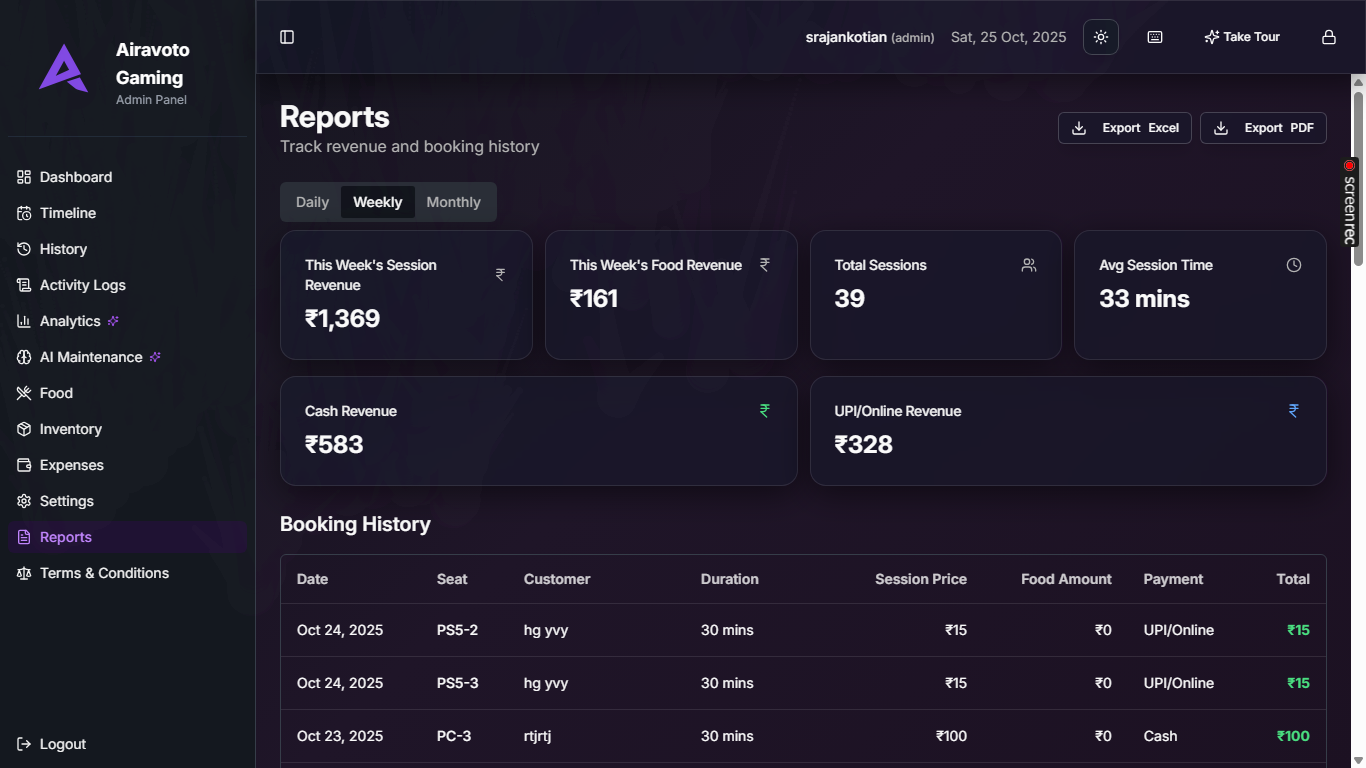 Airavoto
Gaming
Admin Panel
Dashboard
Timeline
History
Activity Logs
Analytics
AI Maintenance
Food
Inventory
Expenses
Settings
Reports
Terms & Conditions
Logout
srajankotian (admin) Sat, 25 Oct, 2025 Take Tour
Reports
Track revenue and booking history
Export Excel Export PDF
Daily Weekly Monthly
This Week's Session
Revenue
₹
₹1,369
This Week's Food Revenue ₹
₹161
Total Sessions
39
Avg Session Time
33 mins
Cash Revenue ₹
₹583
UPI/Online Revenue ₹
₹328
Booking History
Date Seat Customer Duration Session Price Food Amount Payment Total
Oct 24, 2025 PS5-2 hg yvy 30 mins ₹15 ₹0 UPI/Online ₹15
Oct 24, 2025 PS5-3 hg yvy 30 mins ₹15 ₹0 UPI/Online ₹15
Oct 23, 2025 PC-3 rtjrtj 30 mins ₹100 ₹0 Cash ₹100
screenrec